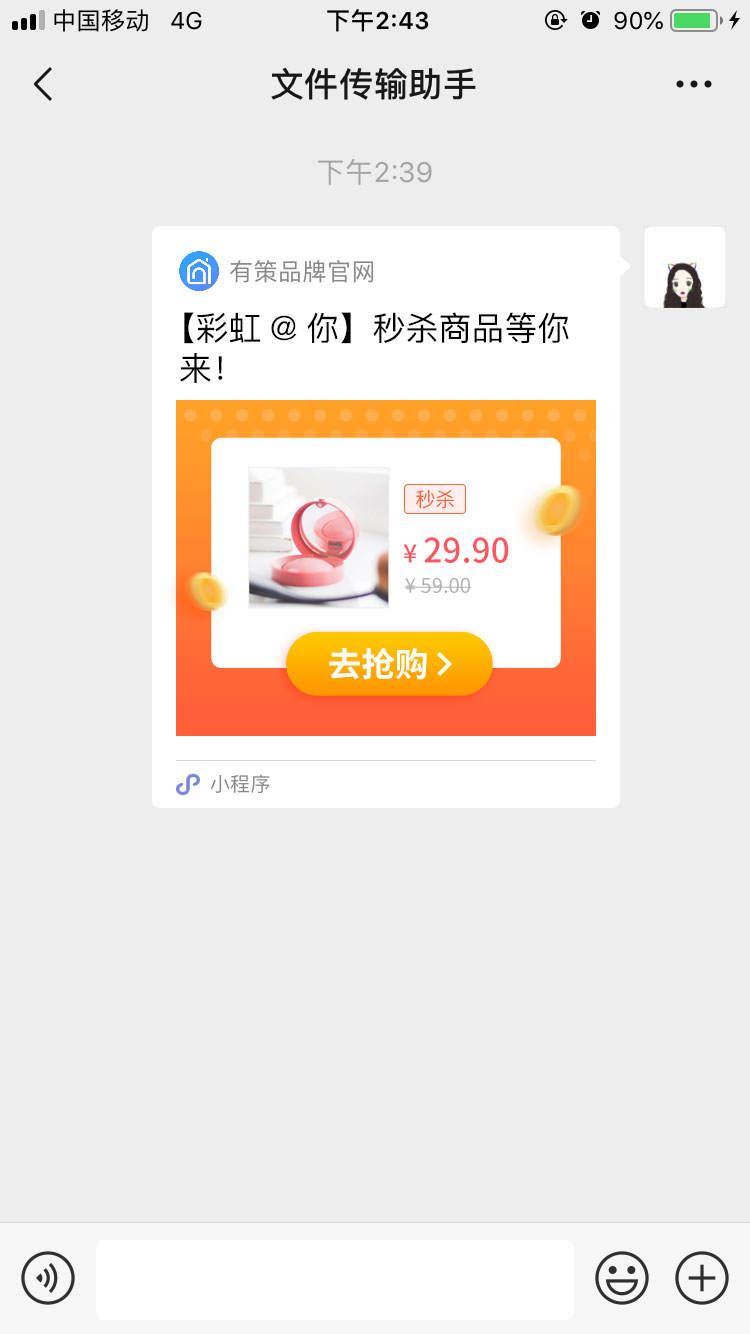 中国移动 4G 下午2:43 90%
文件传输助手
下午2:39
有策品牌官网
【彩虹 @ 你】秒杀商品等你
来！
秒杀
¥ 29.90
¥ 59.00
去抢购
小程序